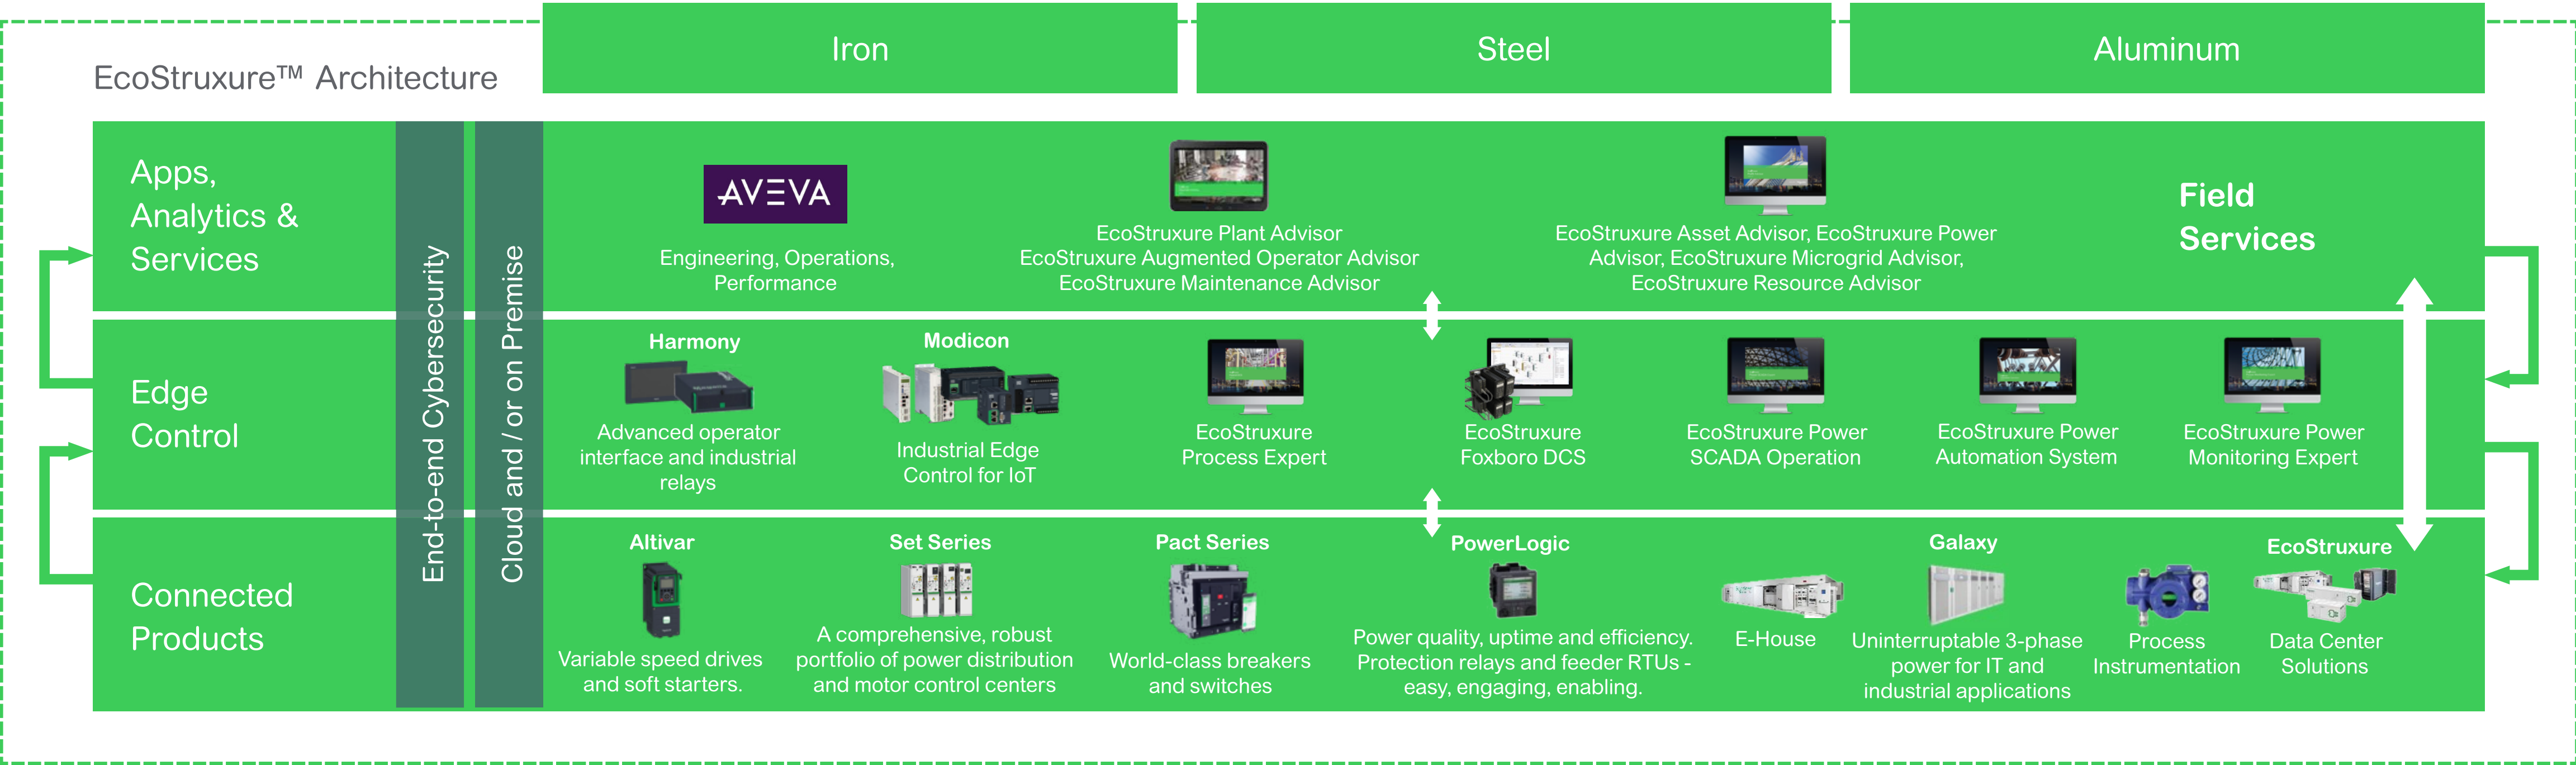 Iron
Steel
Aluminum
EcoStruxure™ Architecture
Apps,
Analytics &
Services
End-to-end Cybersecurity
Cloud and / or on Premise
AVEVA
Engineering, Operations,
Performance
EcoStruxure Plant Advisor
EcoStruxure Augmented Operator Advisor
EcoStruxure Maintenance Advisor
EcoStruxure Asset Advisor, EcoStruxure Power
Advisor, EcoStruxure Microgrid Advisor,
EcoStruxure Resource Advisor
Field
Services
Edge
Control
Harmony
Advanced operator
interface and industrial
relays
Modicon
Industrial Edge
Control for IoT
EcoStruxure
Process Expert
EcoStruxure
Foxboro DCS
EcoStruxure Power
SCADA Operation
EcoStruxure Power
Automation System
EcoStruxure Power
Monitoring Expert
Connected
Products
Altivar
Variable speed drives
and soft starters.
Set Series
A comprehensive, robust
portfolio of power distribution
and motor control centers
Pact Series
World-class breakers
and switches
PowerLogic
Power quality, uptime and efficiency.
Protection relays and feeder RTUs -
easy, engaging, enabling.
E-House
Galaxy
Uninterruptable 3-phase
power for IT and
industrial applications
Process
Instrumentation
EcoStruxure
Data Center
Solutions